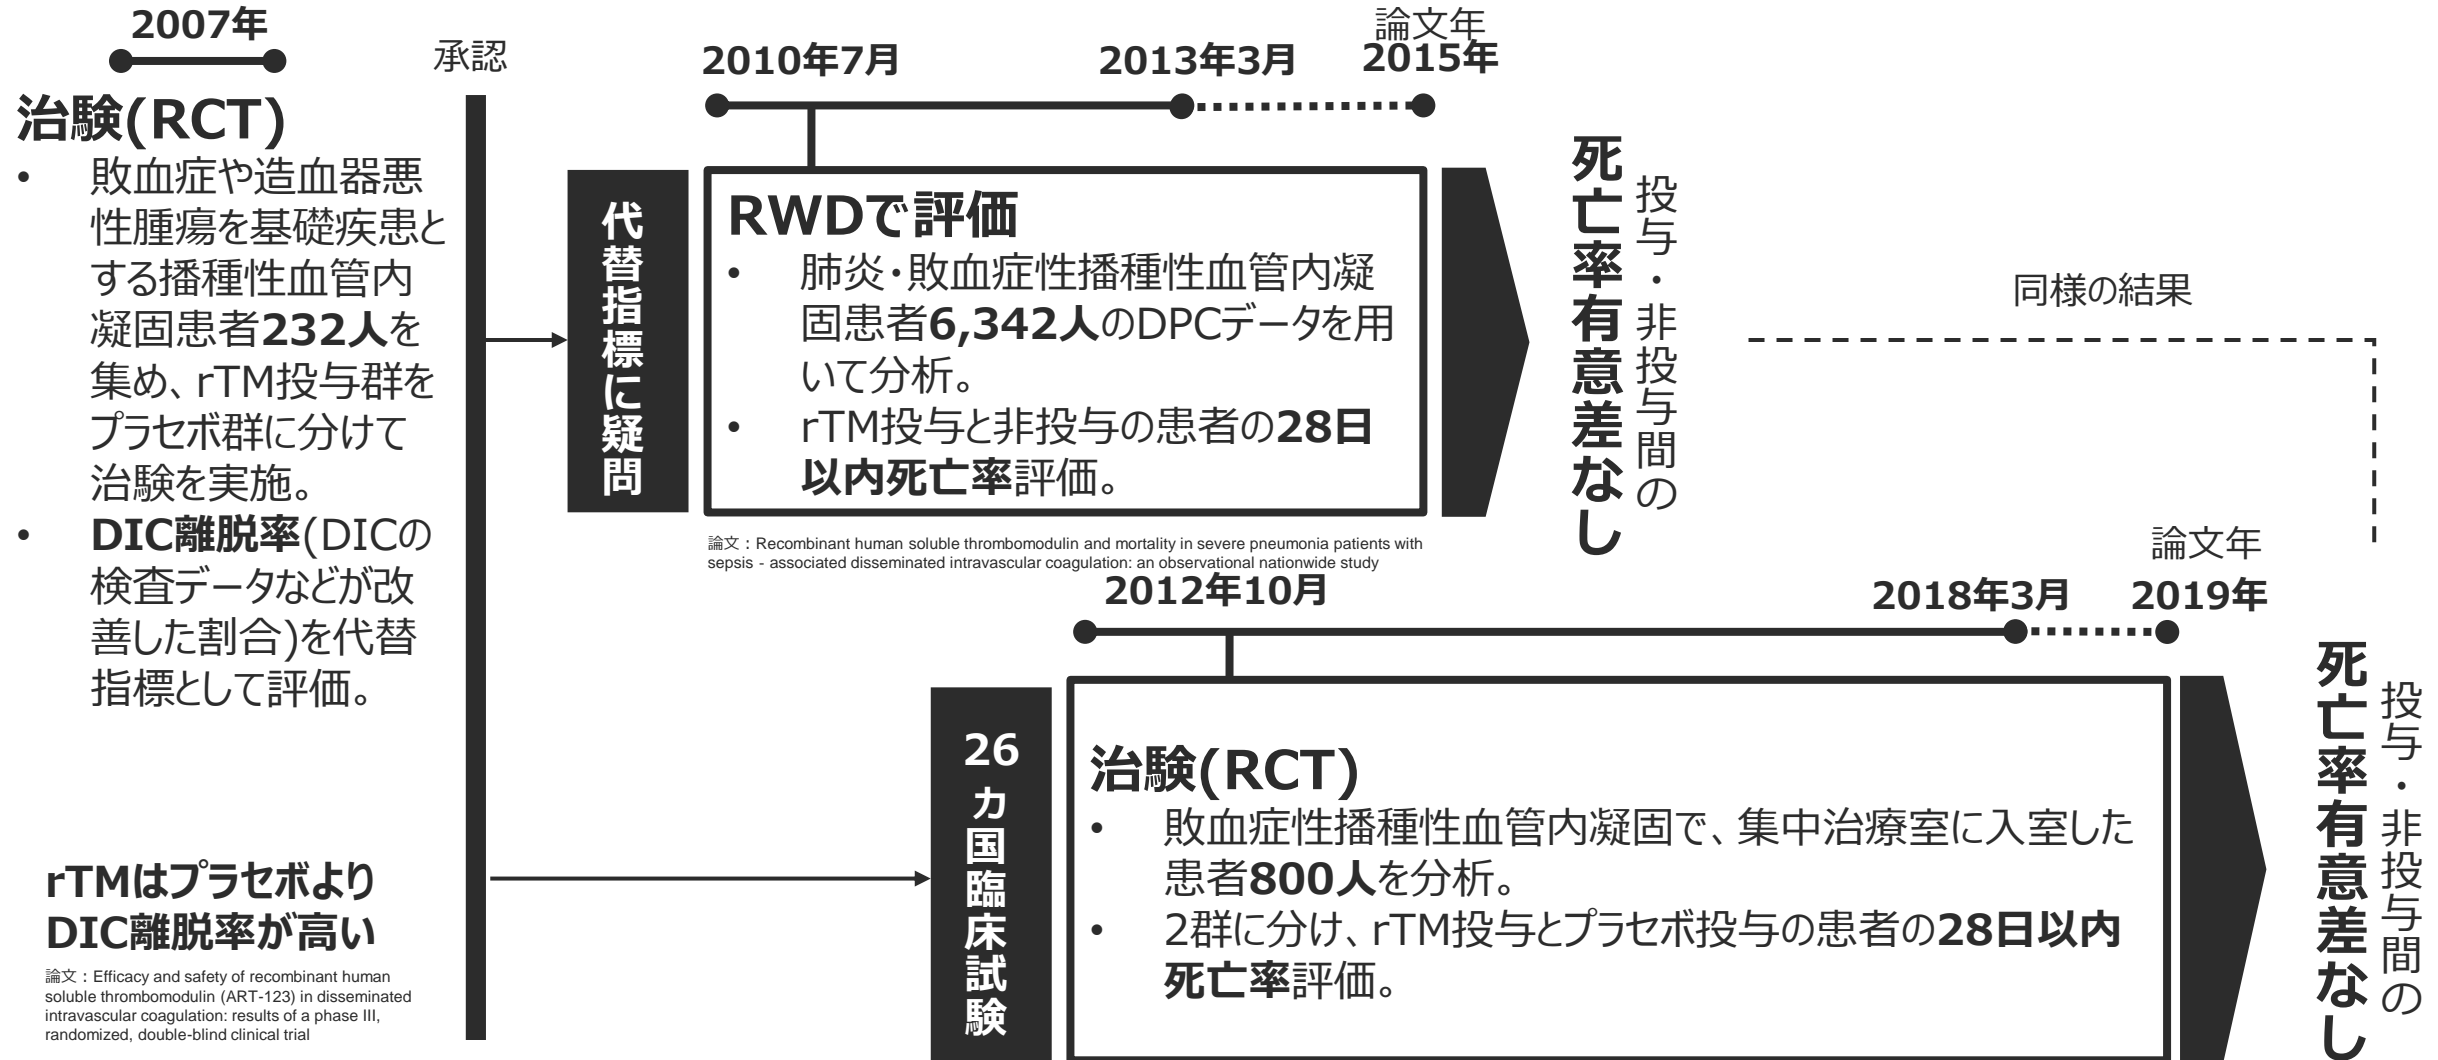 2007年
治験(RCT)
• 敗血症や造血器悪
性腫瘍を基礎疾患と
する播種性血管内
凝固患者232人を
集め、rTM投与群を
プラセボ群に分けて
治験を実施。
• DIC離脱率(DICの
検査データなどが改
善した割合)を代替
指標として評価。
rTMはプラセボより
DIC離脱率が高い
論文：Efficacy and safety of recombinant human
soluble thrombomodulin (ART-123) in disseminated
intravascular coagulation: results of a phase III,
randomized, double-blind clinical trial
承認
2010年7月
2013年3月
論文年
2015年
代替指標に疑問
RWDで評価
• 肺炎・敗血症性播種性血管内凝
固患者6,342人のDPCデータを用
いて分析。
• rTM投与と非投与の患者の28日
以内死亡率評価。
論文：Recombinant human soluble thrombomodulin and mortality in severe pneumonia patients with
sepsis - associated disseminated intravascular coagulation: an observational nationwide study
投与・非投与間の
死亡率有意差なし
同様の結果
2012年10月
2018年3月
論文年
2019年
26カ国臨床試験
治験(RCT)
• 敗血症性播種性血管内凝固で、集中治療室に入室した
患者800人を分析。
• 2群に分け、rTM投与とプラセボ投与の患者の28日以内
死亡率評価。
投与・非投与間の
死亡率有意差なし